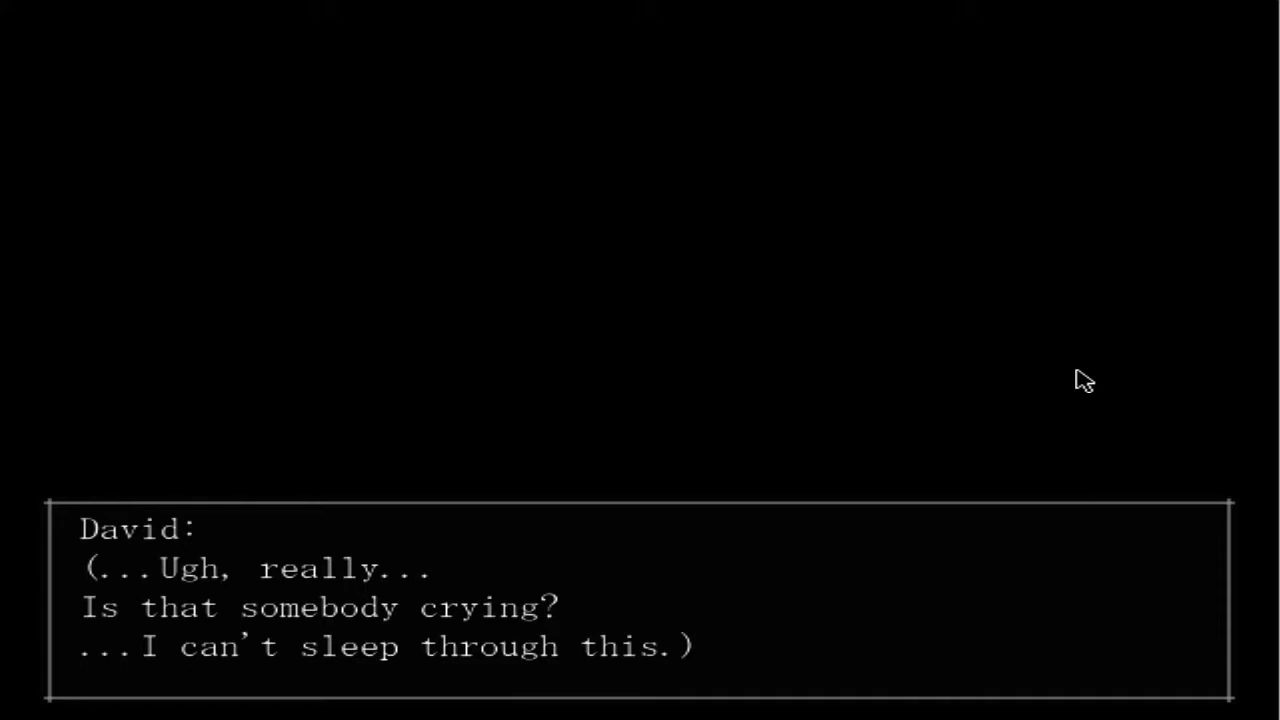 David:
(...Ugh, really...
Is that somebody crying?
...I can't sleep through this.)